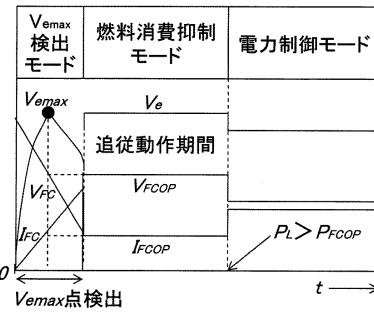 Vemax
検出
モード
燃料消費抑制
モード
電力制御モード
Vemax
Ve
追従動作期間
VFC
VFCOP
IFC
IFCOP
PL> PFCOP
0
t
Vemax点検出